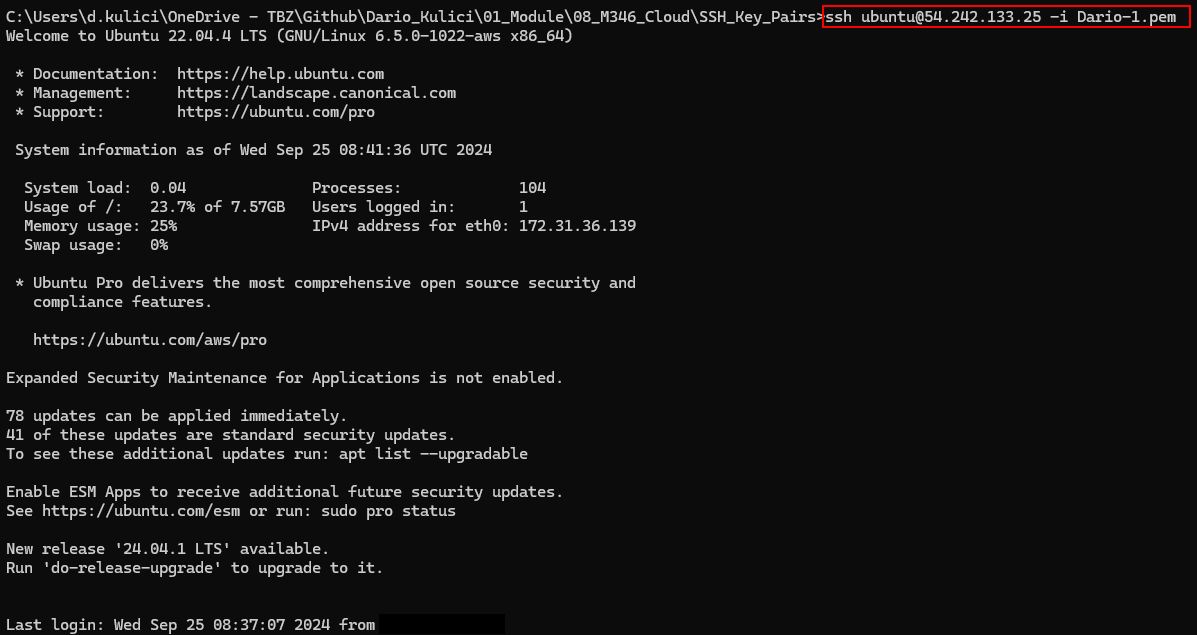 C:\Users\d.kulici\OneDrive - TBZ\Github\Dario_Kulici\01_Module\08_M346_Cloud\SSH_Key_Pairs>ssh ubuntu@54.242.133.25 -i Dario-1.pem
Welcome to Ubuntu 22.04.4 LTS (GNU/Linux 6.5.0-1022-aws x86_64)
* Documentation:  https://help.ubuntu.com
* Management:     https://landscape.canonical.com
* Support:        https://ubuntu.com/pro
System information as of Wed Sep 25 08:41:36 UTC 2024
System load:  0.04              Processes:             104
Usage of /:   23.7% of 7.57GB   Users logged in:       1
Memory usage: 25%               IPv4 address for eth0: 172.31.36.139
Swap usage:   0%
* Ubuntu Pro delivers the most comprehensive open source security and
compliance features.
https://ubuntu.com/aws/pro
Expanded Security Maintenance for Applications is not enabled.
78 updates can be applied immediately.
41 of these updates are standard security updates.
To see these additional updates run: apt list --upgradable
Enable ESM Apps to receive additional future security updates.
See https://ubuntu.com/esm or run: sudo pro status
New release '24.04.1 LTS' available.
Run 'do-release-upgrade' to upgrade to it.
Last login: Wed Sep 25 08:37:07 2024 from